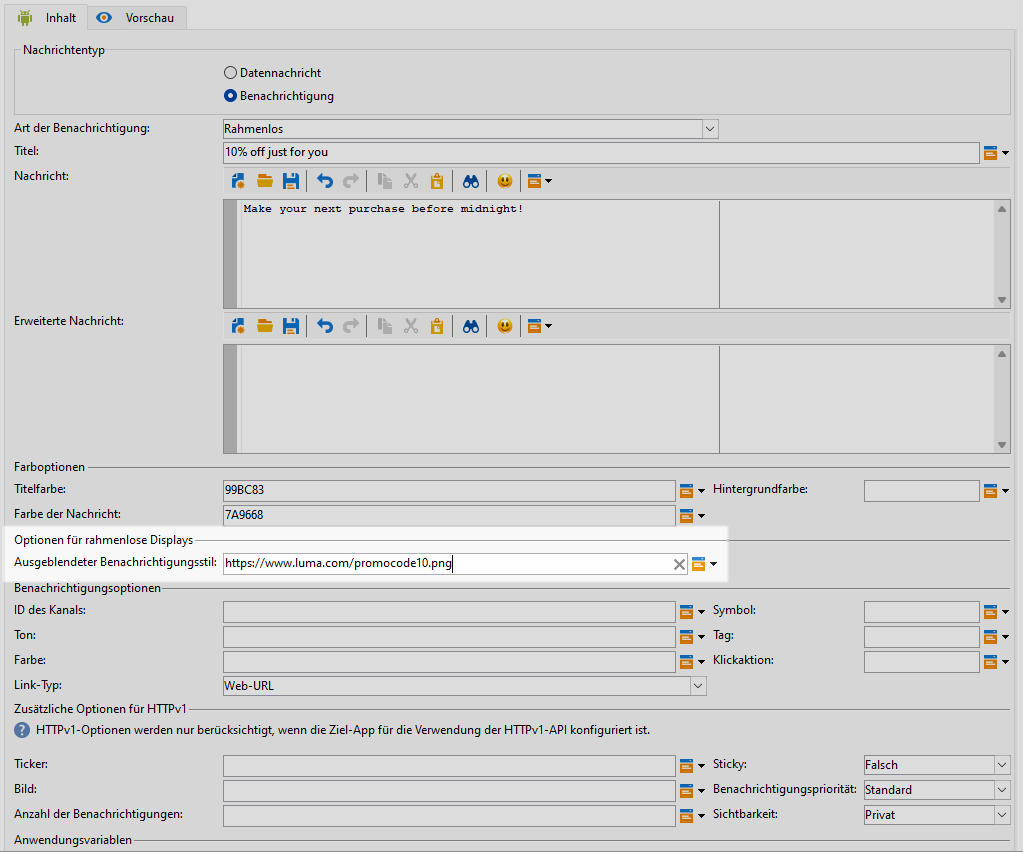 Inhalt Vorschau
Nachrichtentyp
Datennachricht
Benachrichtigung
Art der Benachrichtigung: Rahmenlos
Titel: 10% off just for you
Nachricht:
Make your next purchase before midnight!
Erweiterte Nachricht:
Farboptionen
Titelfarbe: 99BC83 Hintergrundfarbe:
Farbe der Nachricht: 7A9668
Optionen für rahmenlose Displays
Ausgeblendeter Benachrichtigungsstil: https://www.luma.com/promocode10.png
Benachrichtigungsoptionen
ID des Kanals: Symbol:
Ton: Tag:
Farbe: Klickaktion:
Link-Typ: Web-URL
Zusätzliche Optionen für HTTPv1
? HTTPv1-Optionen werden nur berücksichtigt, wenn die Ziel-App für die Verwendung der HTTPv1-API konfiguriert ist.
Ticker: Sticky: Falsch
Bild: Benachrichtigungspriorität: Standard
Anzahl der Benachrichtigungen: Sichtbarkeit: Privat
Anwendungsvariablen